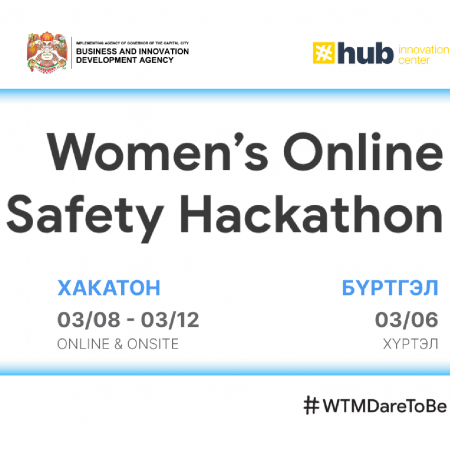 IMPLEMENTING AGENCY OF GOVERNOR OF THE CAPITAL CITY
BUSINESS AND INNOVATION
DEVELOPMENT AGENCY
#hub innovation
center
Women's Online
Safety Hackathon
ХАКАТОН
03/08 - 03/12
ONLINE & ONSITE
БҮРТГЭЛ
03/06
ХҮРТЭЛ
#WTMDareToBe